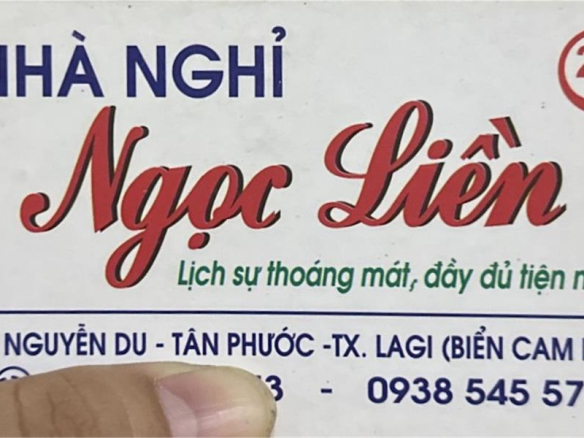 NHÀ NGHỈ
Ngọc Liền
Lịch sự thoáng mát, đầy đủ tiện
NGUYỄN DU - TÂN PHƯỚC -TX. LAGI (BIỂN CAM
- 0938 545 57